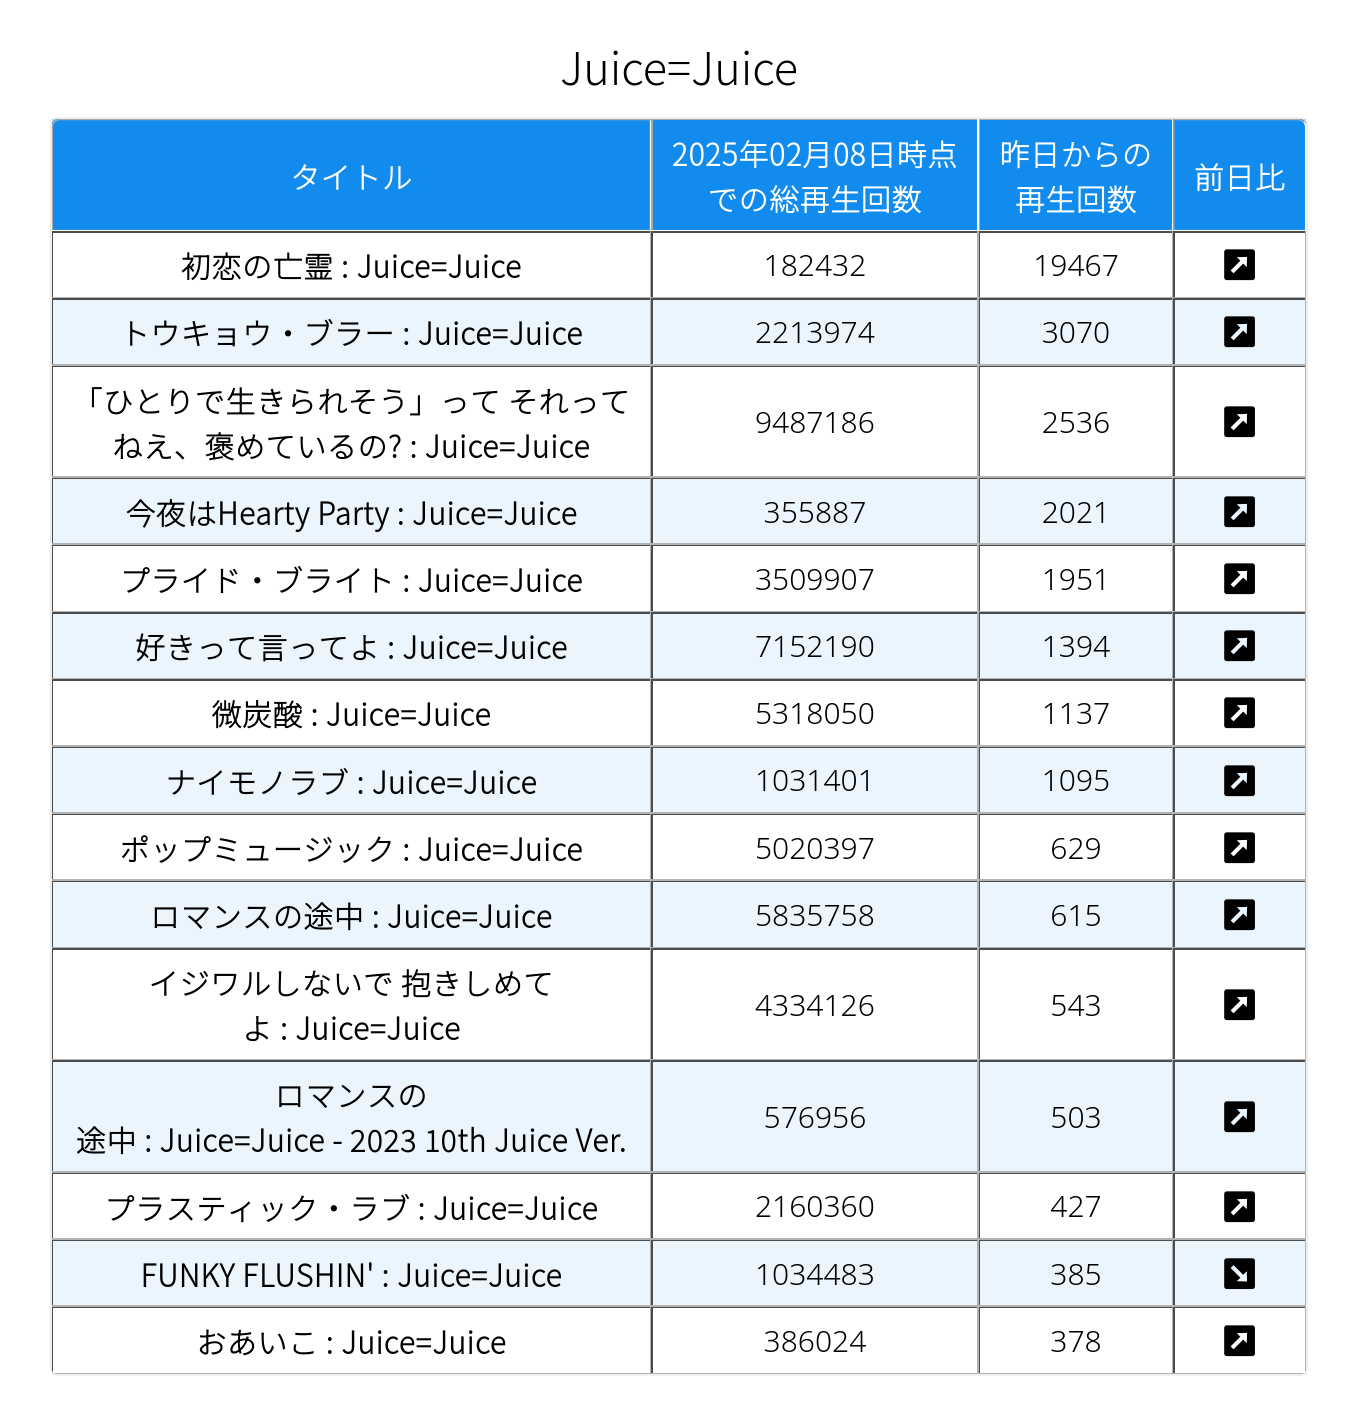 Juice=Juice
タイトル
2025年02月08日時点
での総再生回数
昨日からの
再生回数
前日比
初恋の亡霊 : Juice=Juice
182432
19467
トウキョウ・ブラー : Juice=Juice
2213974
3070
「ひとりで生きられそう」って それって
ねえ、褒めているの? : Juice=Juice
9487186
2536
今夜はHearty Party : Juice=Juice
355887
2021
プライド・ブライト : Juice=Juice
3509907
1951
好きって言ってよ : Juice=Juice
7152190
1394
微炭酸 : Juice=Juice
5318050
1137
ナイモノラブ : Juice=Juice
1031401
1095
ポップミュージック : Juice=Juice
5020397
629
ロマンスの途中 : Juice=Juice
5835758
615
イジワルしないで 抱きしめて
よ : Juice=Juice
4334126
543
ロマンスの
途中 : Juice=Juice - 2023 10th Juice Ver.
576956
503
プラスティック・ラブ : Juice=Juice
2160360
427
FUNKY FLUSHIN' : Juice=Juice
1034483
385
おあいこ : Juice=Juice
386024
378